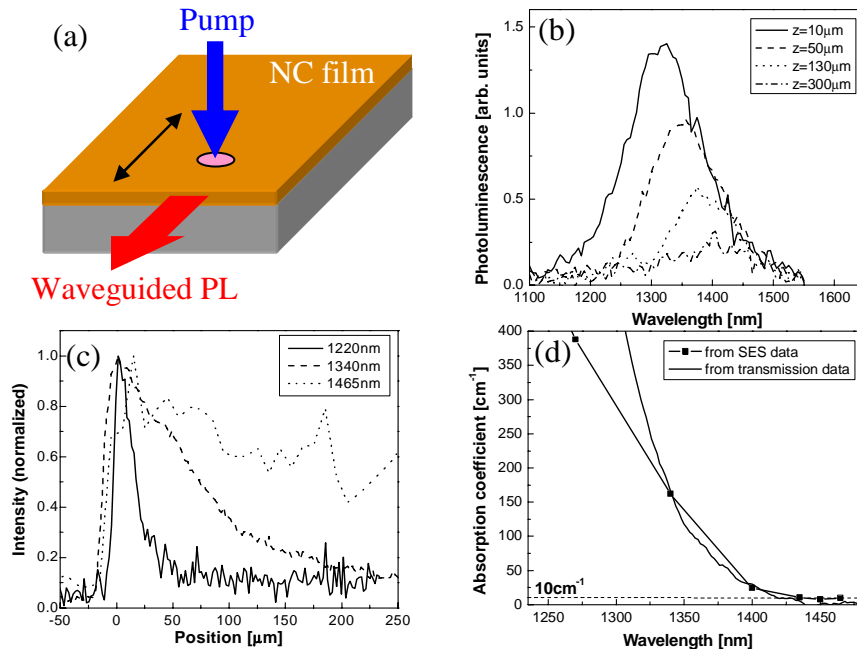 (a)
Pump
NC film
Waveguided PL
(b)
z=10μm
z=50μm
z=130μm
z=300μm
Photoluminescence [arb. units]
1.5
1.0
0.5
0.0
1100 1200 1300 1400 1500 1600
Wavelength [nm]
(c)
1220nm
1340nm
1465nm
Intensity (normalized)
1.0
0.8
0.6
0.4
0.2
0.0
-50 0 50 100 150 200 250
Position [μm]
(d)
from SES data
from transmission data
Absorption coefficient [cm-1]
400
350
300
250
200
150
100
50
0
10cm-1
1250 1300 1350 1400 1450
Wavelength [nm]